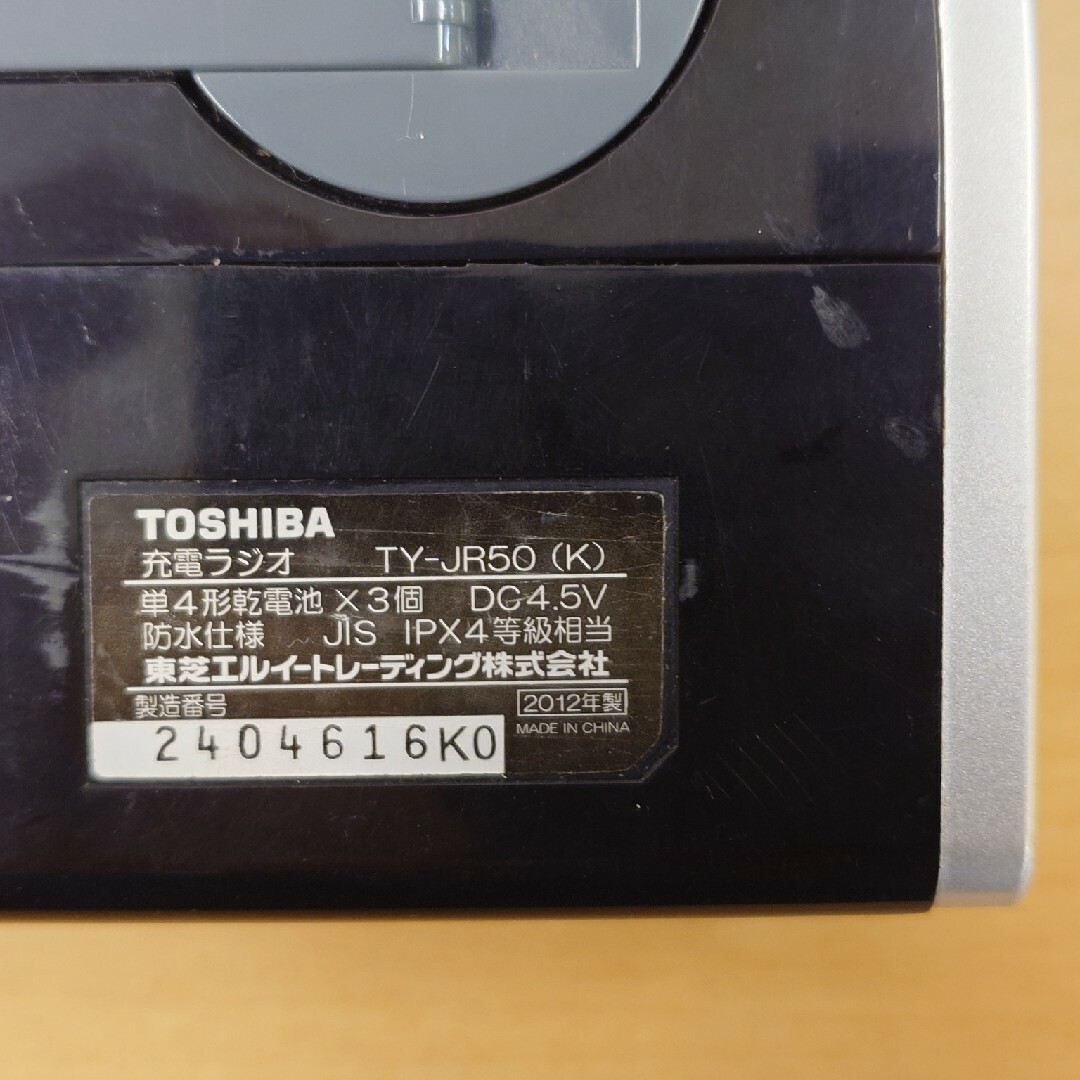 TOSHIBA
充電ラジオ TY-JR50 (K)
単4形乾電池 ×3個 DC4.5V
防水仕様 JIS IPX4等級相当
東芝エルイートレーディング株式会社
製造番号 2012年製
MADE IN CHINA
2404616K0